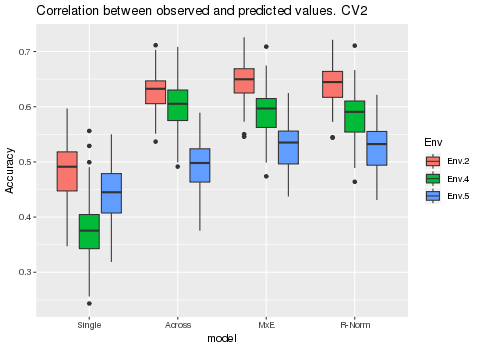 Correlation between observed and predicted values. CV2
Accuracy
0.7
0.6
0.5
0.4
0.3
Single
Across
MxE
R-Norm
model
Env
Env.2
Env.4
Env.5